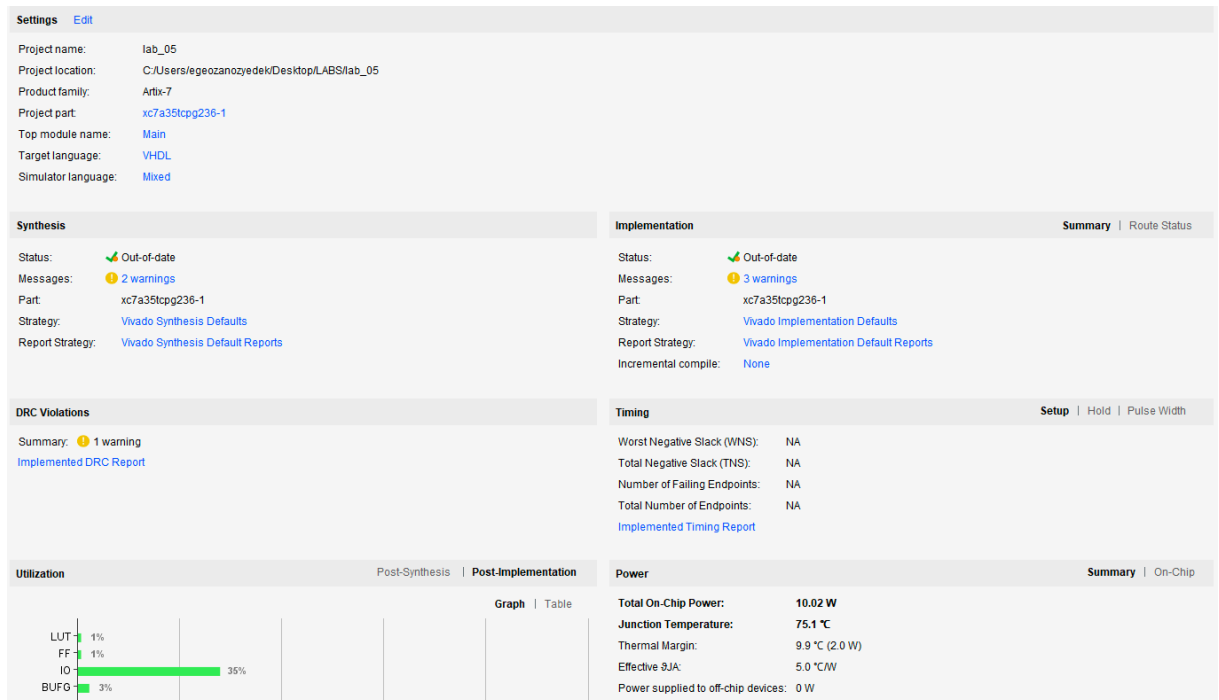 Settings Edit
Project name: lab_05
Project location: C:/Users/egeozanozyedek/Desktop/LABS/lab_05
Product family: Artix-7
Project part: xc7a35tcpg236-1
Top module name: Main
Target language: VHDL
Simulator language: Mixed
Synthesis
Status: Out-of-date
Messages: 2 warnings
Part: xc7a35tcpg236-1
Strategy: Vivado Synthesis Defaults
Report Strategy: Vivado Synthesis Default Reports
Implementation Summary | Route Status
Status: Out-of-date
Messages: 3 warnings
Part: xc7a35tcpg236-1
Strategy: Vivado Implementation Defaults
Report Strategy: Vivado Implementation Default Reports
Incremental compile: None
DRC Violations
Summary: 1 warning
Implemented DRC Report
Timing Setup | Hold | Pulse Width
Worst Negative Slack (WNS): NA
Total Negative Slack (TNS): NA
Number of Failing Endpoints: NA
Total Number of Endpoints: NA
Implemented Timing Report
Utilization Post-Synthesis | Post-Implementation
Graph | Table
LUT 1%
FF 1%
IO 35%
BUFG 3%
Power Summary | On-Chip
Total On-Chip Power: 10.02 W
Junction Temperature: 75.1 °C
Thermal Margin: 9.9 °C (2.0 W)
Effective ϑJA: 5.0 °C/W
Power supplied to off-chip devices: 0 W